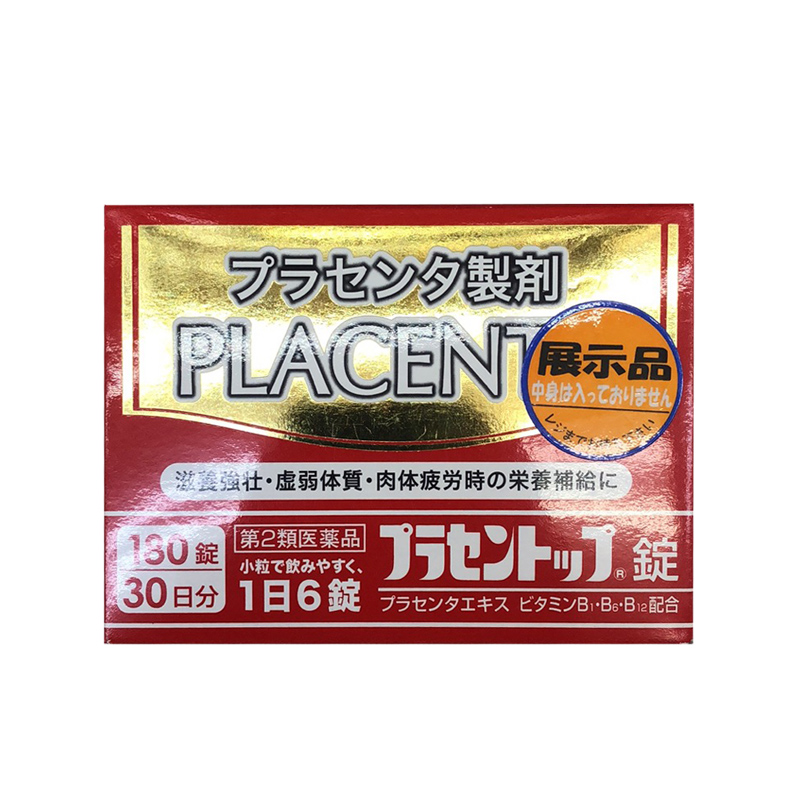 プラセンタ製剤
PLACENT
展示品
中身は入っておりません
滋養強壮・虚弱体質・肉体疲労時の栄養補給に
180錠
30日分
第2類医薬品
小粒で飲みやすく、
1日6錠
プラセントップ® 錠
プラセンタエキス ビタミンB1・B6・B12配合